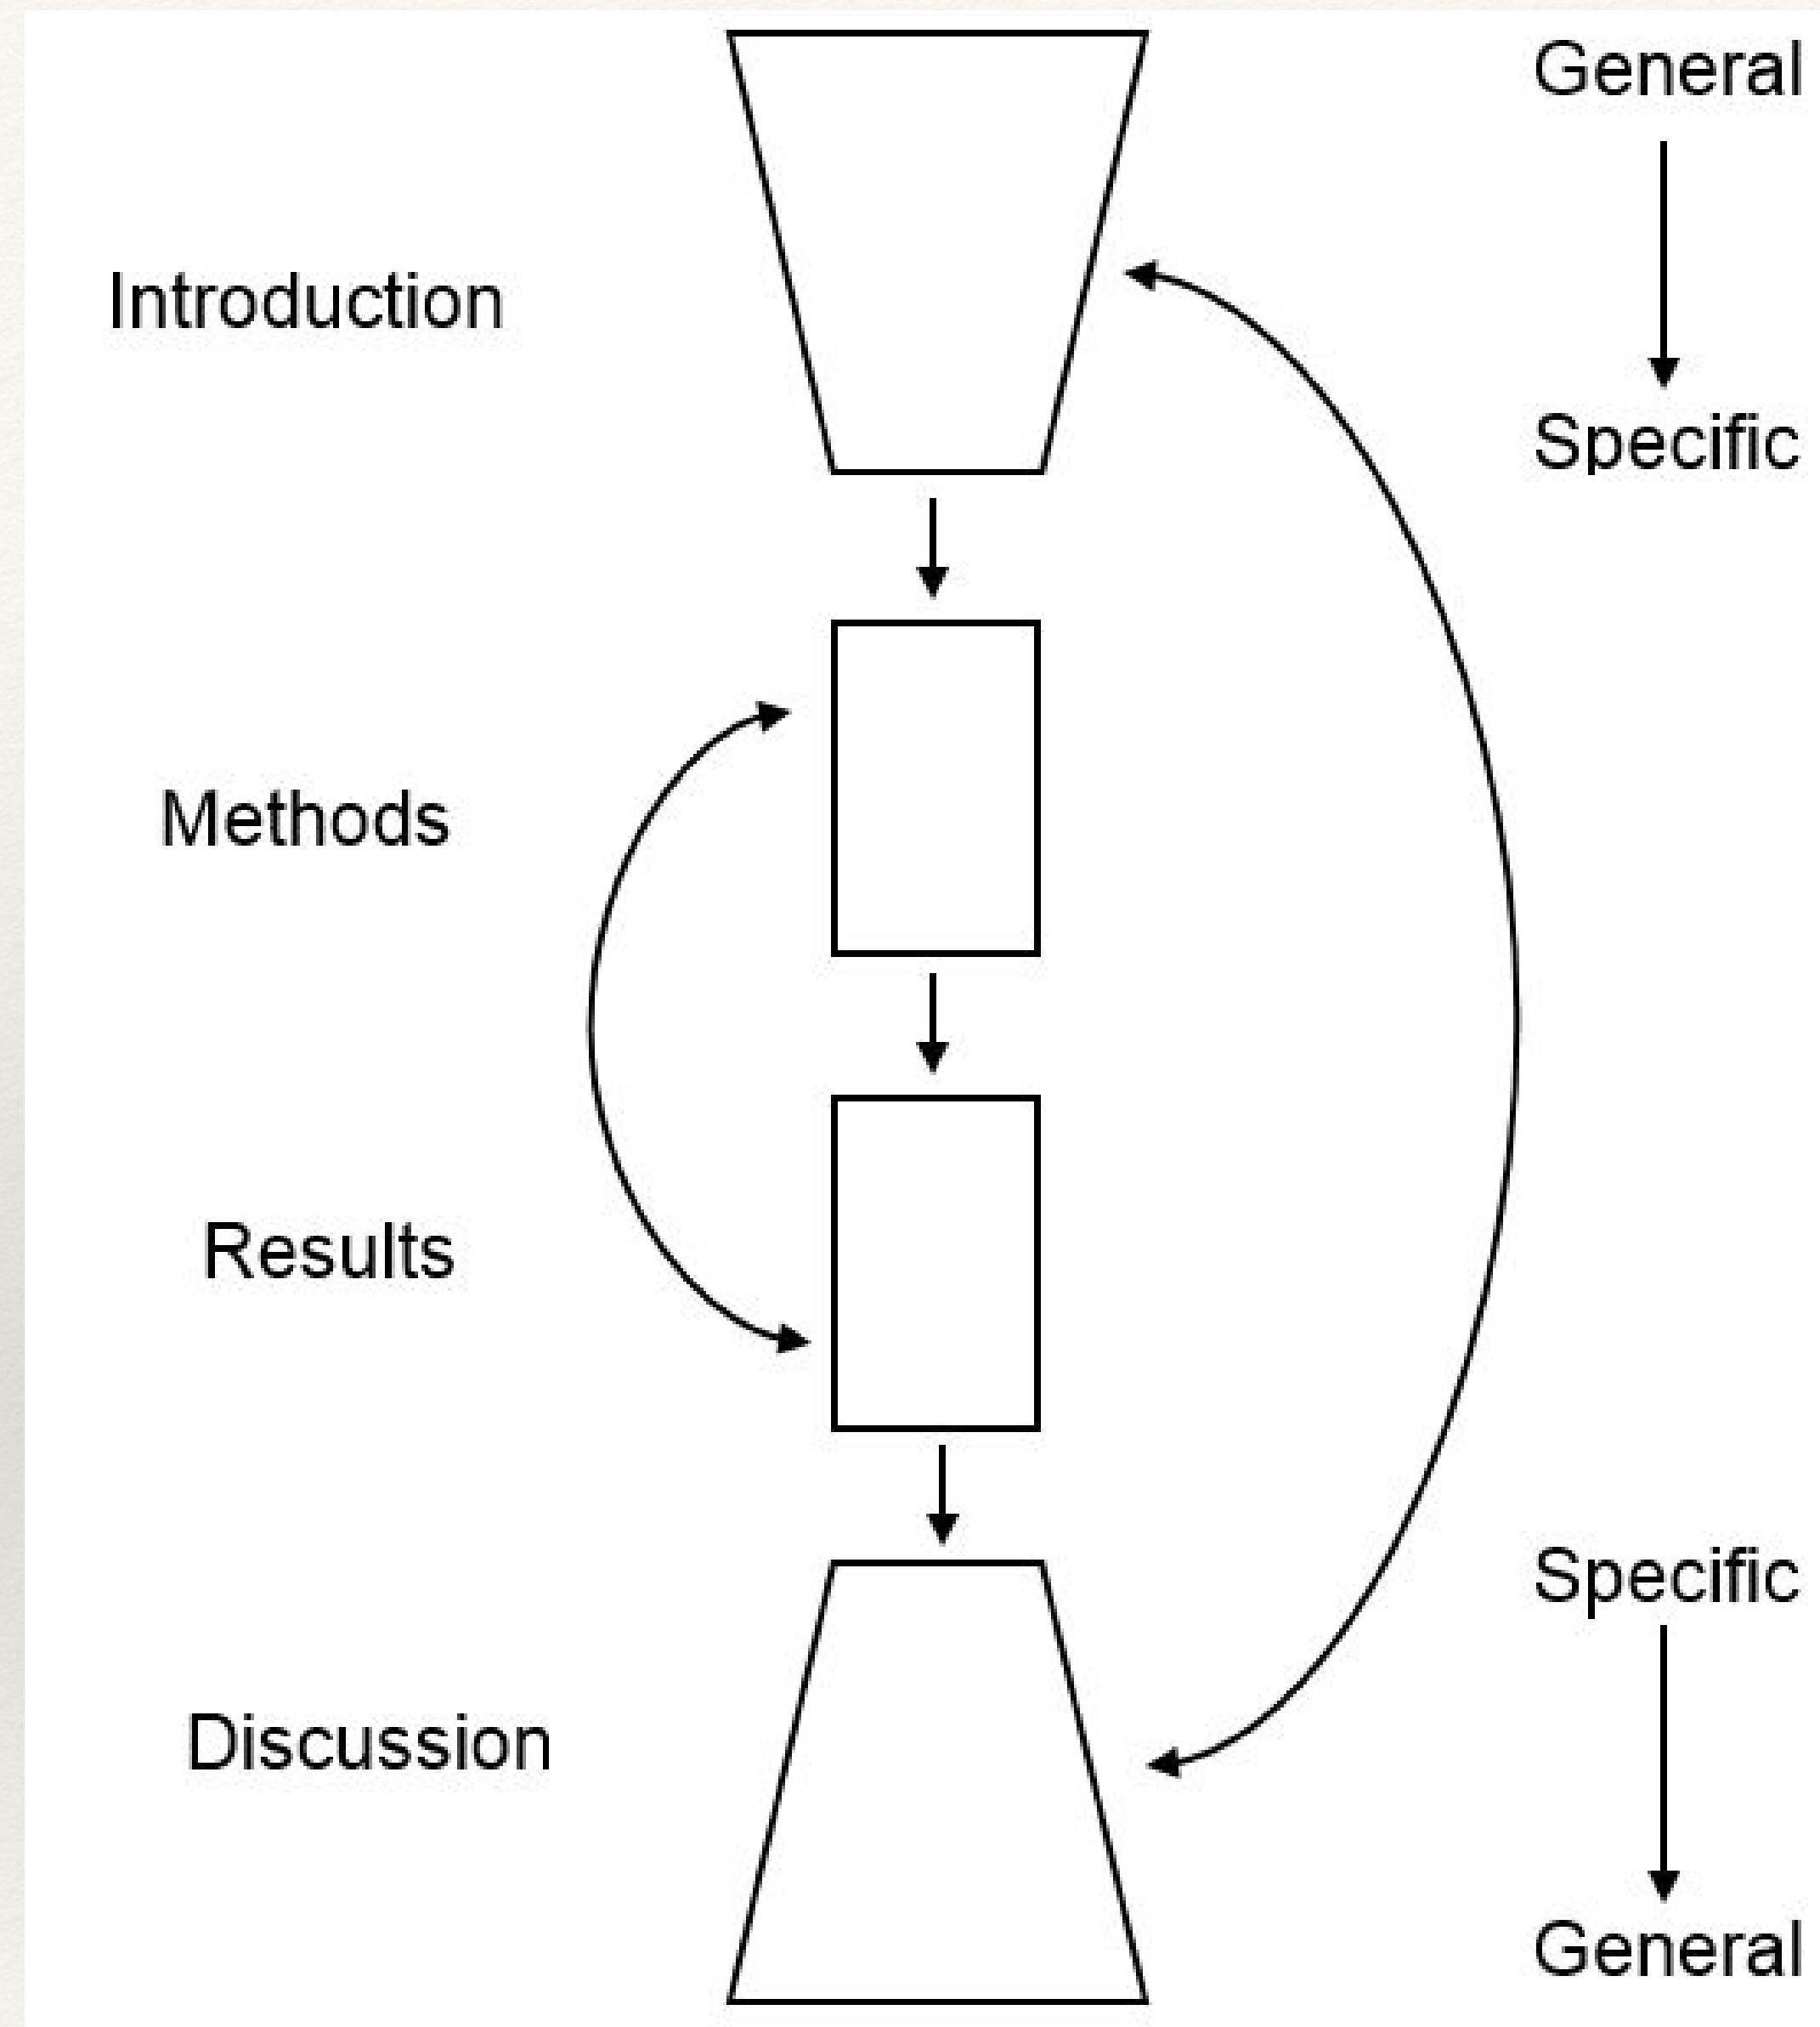 General
Introduction
Specific
Methods
Results
Specific
Discussion
General